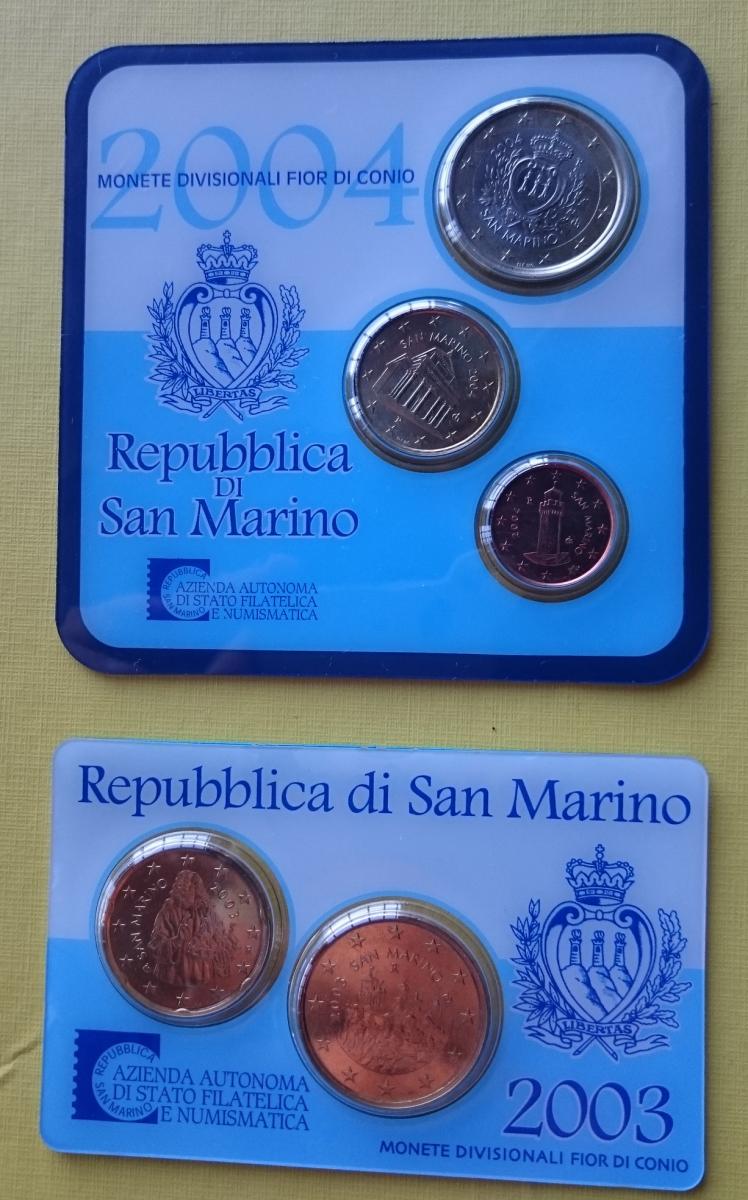 2004
MONETE DIVISIONALI FIOR DI CONIO
2004
SAN MARINO
SAN MARINO 2004
R
LIBERTAS
Repubblica
DI
San Marino
2004 R SAN MARINO
REPUBBLICA
SAN MARINO
AZIENDA AUTONOMA
DI STATO FILATELICA
E NUMISMATICA
Repubblica di San Marino
SAN MARINO 2003
R
2003 SAN MARINO
R
LIBERTAS
REPUBBLICA
SAN MARINO
AZIENDA AUTONOMA
DI STATO FILATELICA
E NUMISMATICA
2003
MONETE DIVISIONALI FIOR DI CONIO